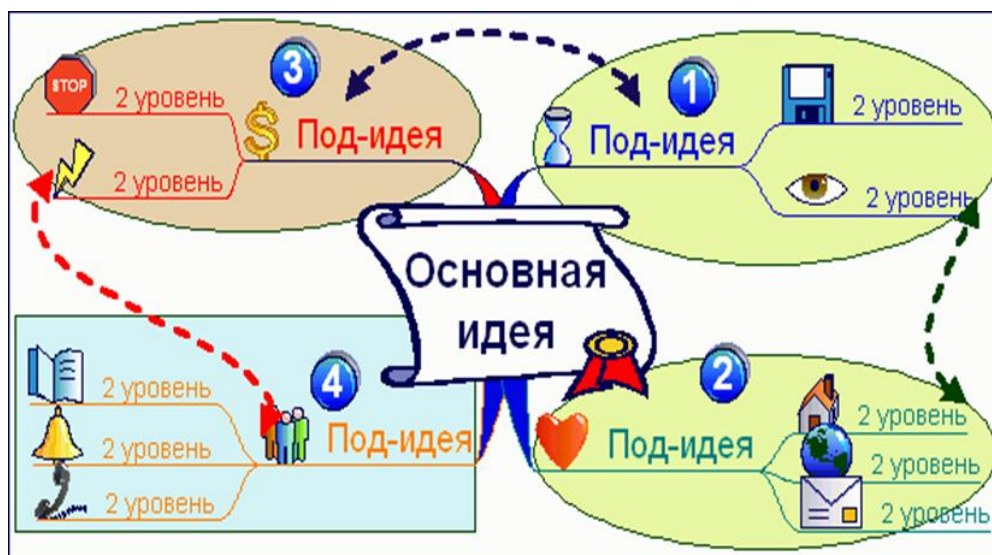 3
STOP
2 уровень
Под-идея
2 уровень
1
2 уровень
Под-идея
2 уровень
Основная
идея
4
2 уровень
Под-идея
2 уровень
2 уровень
2
2 уровень
Под-идея
2 уровень
2 уровень